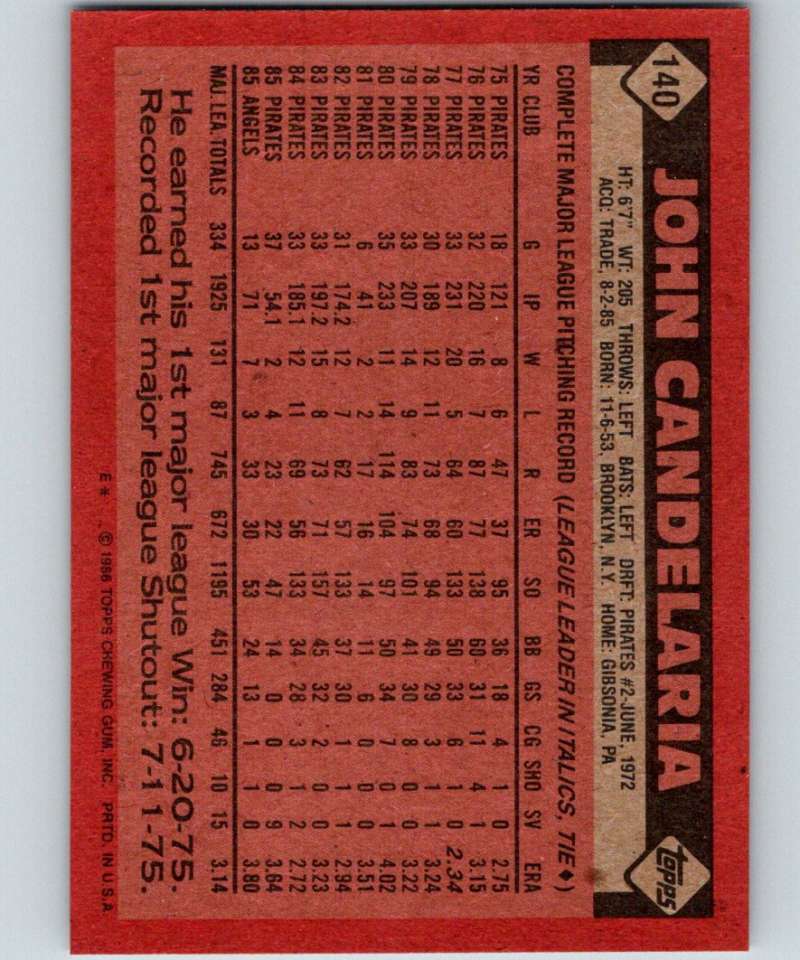 140
JOHN CANDELARIA
topps
HT: 6'7" WT: 205 THROWS: LEFT BATS: LEFT DRFT: PIRATES #2-JUNE, 1972
ACQ: TRADE, 8-2-85 BORN: 11-6-53, BROOKLYN, N.Y. HOME: GIBSONIA, PA
COMPLETE MAJOR LEAGUE PITCHING RECORD (LEAGUE LEADER IN ITALICS, TIE♦)
YR CLUB G IP W L R ER SO BB GS CG SHO SV ERA
75 PIRATES 18 121 8 6 47 37 95 36 18 4 1 0 2.75
76 PIRATES 32 220 16 7 87 77 138 60 31 11 4 1 3.15
77 PIRATES 33 231 20 5 64 60 133 50 33 6 1 0 2.34
78 PIRATES 30 189 12 11 73 68 94 49 29 3 1 1 3.24
79 PIRATES 33 207 14 9 83 74 101 41 30 8 0 0 3.22
80 PIRATES 35 233 11 14 114 104 97 50 34 7 0 1 4.02
81 PIRATES 6 41 2 2 17 16 14 11 6 0 0 0 3.51
82 PIRATES 31 174.2 12 7 62 57 133 37 30 1 1 1 2.94
83 PIRATES 33 197.2 15 8 73 71 157 45 32 2 0 0 3.23
84 PIRATES 33 185.1 12 11 69 56 133 34 28 3 1 2 2.72
85 PIRATES 37 54.1 2 4 23 22 47 14 0 0 0 9 3.64
85 ANGELS 13 71 7 3 33 30 53 24 13 1 1 0 3.80
MAJ. LEA. TOTALS 334 1925 131 87 745 672 1195 451 284 46 10 15 3.14
He earned his 1st major league Win: 6-20-75.
Recorded 1st major league Shutout: 7-11-75.
E * © 1986 TOPPS CHEWING GUM, INC. PRTD. IN U.S.A.